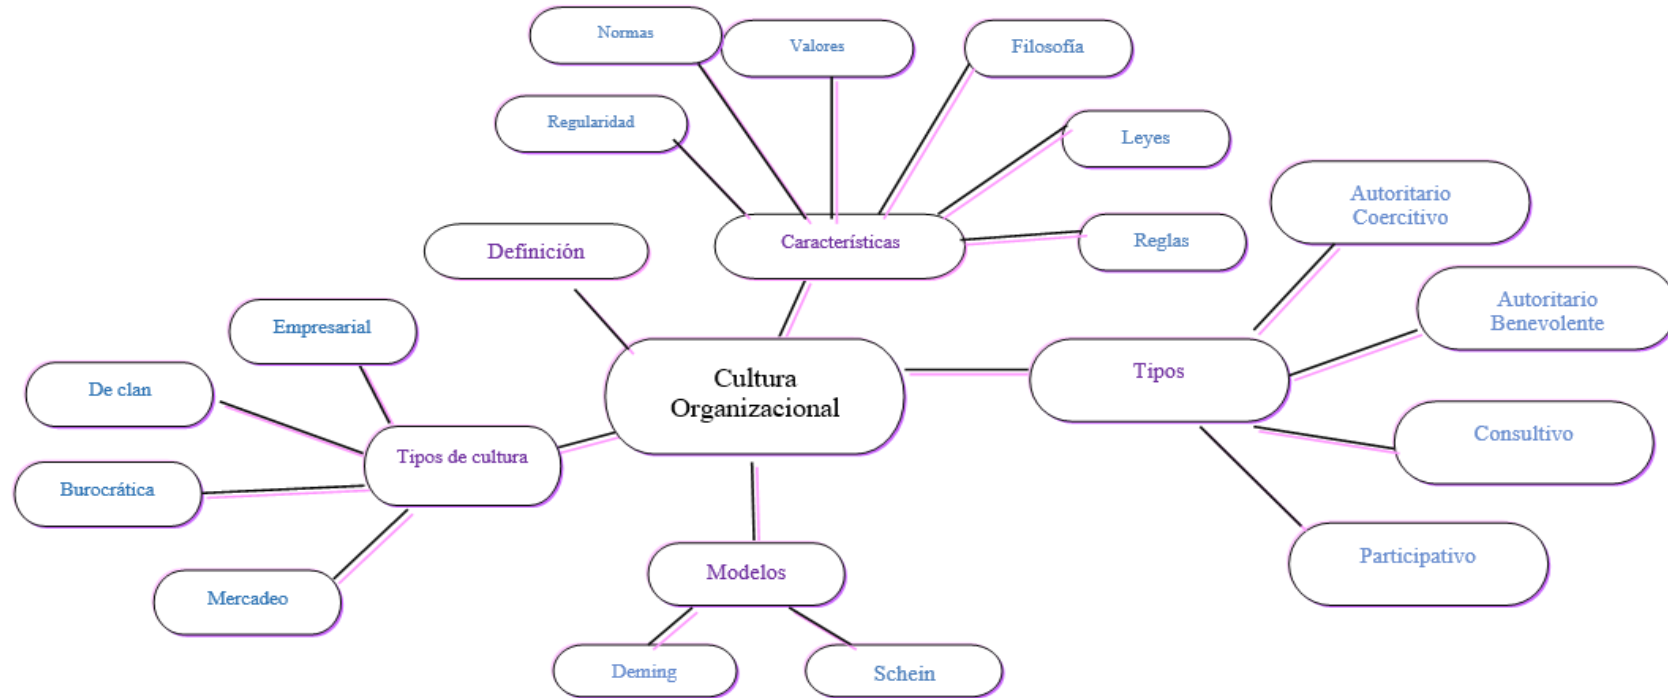 Normas
Valores
Filosofía
Regularidad
Leyes
Autoritario
Coercitivo
Características
Reglas
Definición
Autoritario
Benevolente
Empresarial
Cultura
Organizacional
Tipos
De clan
Tipos de cultura
Consultivo
Burocrática
Participativo
Modelos
Mercadeo
Deming
Schein